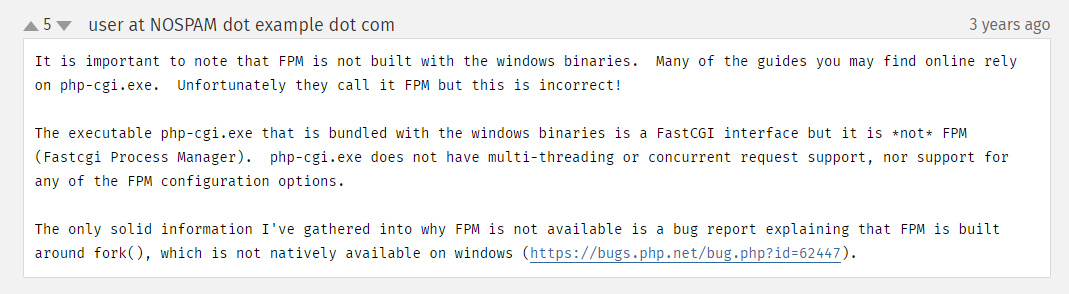 5 user at NOSPAM dot example dot com 3 years ago
It is important to note that FPM is not built with the windows binaries.  Many of the guides you may find online rely
on php-cgi.exe.  Unfortunately they call it FPM but this is incorrect!
The executable php-cgi.exe that is bundled with the windows binaries is a FastCGI interface but it is *not* FPM
(Fastcgi Process Manager).  php-cgi.exe does not have multi-threading or concurrent request support, nor support for
any of the FPM configuration options.
The only solid information I've gathered into why FPM is not available is a bug report explaining that FPM is built
around fork(), which is not natively available on windows (https://bugs.php.net/bug.php?id=62447).